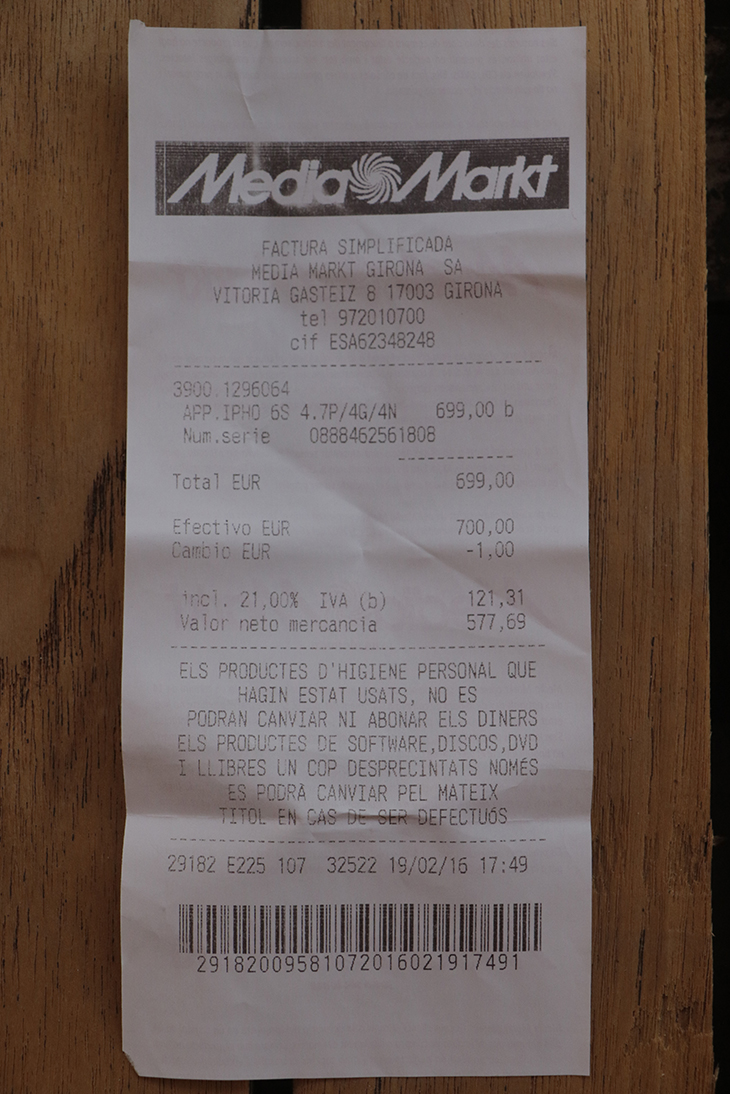 Media Markt
FACTURA SIMPLIFICADA
MEDIA MARKT GIRONA SA
VITORIA GASTEIZ 8 17003 GIRONA
tel 972010700
cif ESA62348248
3900.1296064
APP.IPHO 6S 4.7P/4G/4N 699,00 b
Num.serie 0888462561808
Total EUR 699,00
Efectivo EUR 700,00
Cambio EUR -1,00
incl. 21,00% IVA (b) 121,31
Valor neto mercancia 577,69
ELS PRODUCTES D'HIGIENE PERSONAL QUE
HAGIN ESTAT USATS, NO ES
PODRAN CANVIAR NI ABONAR ELS DINERS
ELS PRODUCTES DE SOFTWARE,DISCOS,DVD
I LLIBRES UN COP DESPRECINTATS NOMÉS
ES PODRÀ CANVIAR PEL MATEIX
TITOL EN CAS DE SER DEFECTUóS
29182 E225 107 32522 19/02/16 17:49
2918200958107201602191749​1